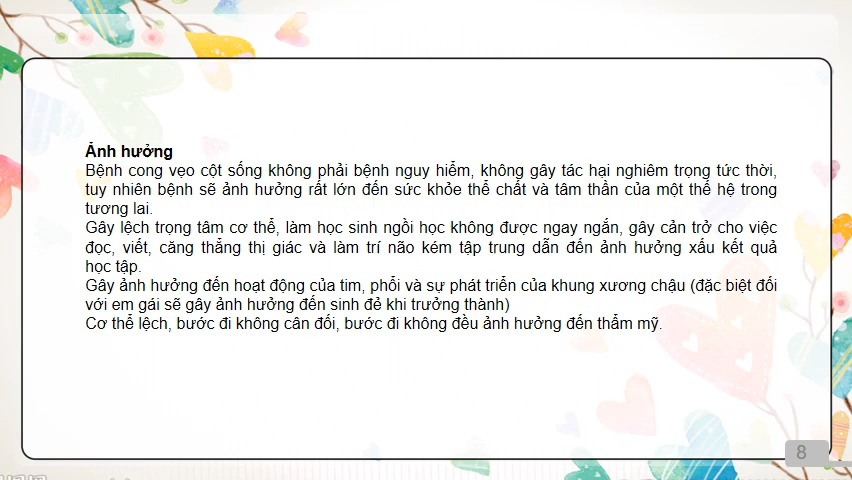 Ảnh hưởng
Bệnh cong vẹo cột sống không phải bệnh nguy hiểm, không gây tác hại nghiêm trọng tức thời,
tuy nhiên bệnh sẽ ảnh hưởng rất lớn đến sức khỏe thể chất và tâm thần của một thế hệ trong
tương lai.
Gây lệch trọng tâm cơ thể, làm học sinh ngồi học không được ngay ngắn, gây cản trở cho việc
đọc, viết, căng thẳng thị giác và làm trí não kém tập trung dẫn đến ảnh hưởng xấu kết quả
học tập.
Gây ảnh hưởng đến hoạt động của tim, phổi và sự phát triển của khung xương chậu (đặc biệt đối
với em gái sẽ gây ảnh hưởng đến sinh đẻ khi trưởng thành)
Cơ thể lệch, bước đi không cân đối, bước đi không đều ảnh hưởng đến thẩm mỹ.
8